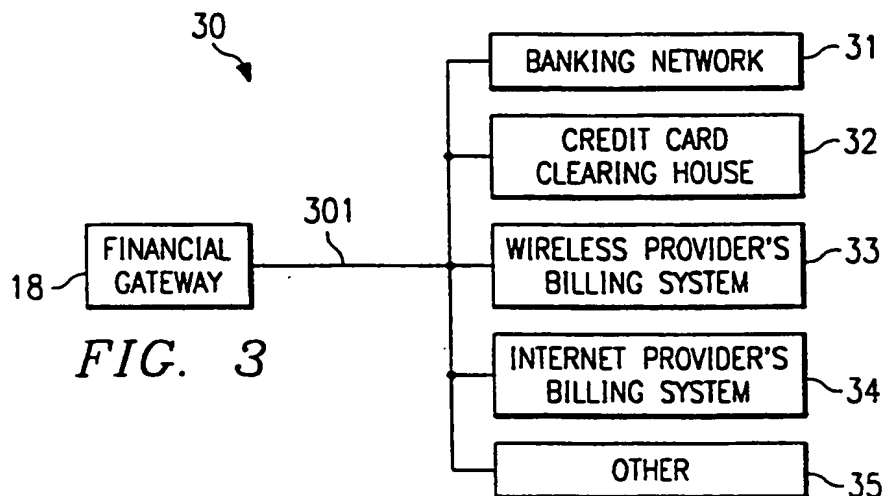 30
BANKING NETWORK
31
CREDIT CARD
CLEARING HOUSE
32
301
FINANCIAL
GATEWAY
18
WIRELESS PROVIDER'S
BILLING SYSTEM
33
FIG. 3
INTERNET PROVIDER'S
BILLING SYSTEM
34
OTHER
35